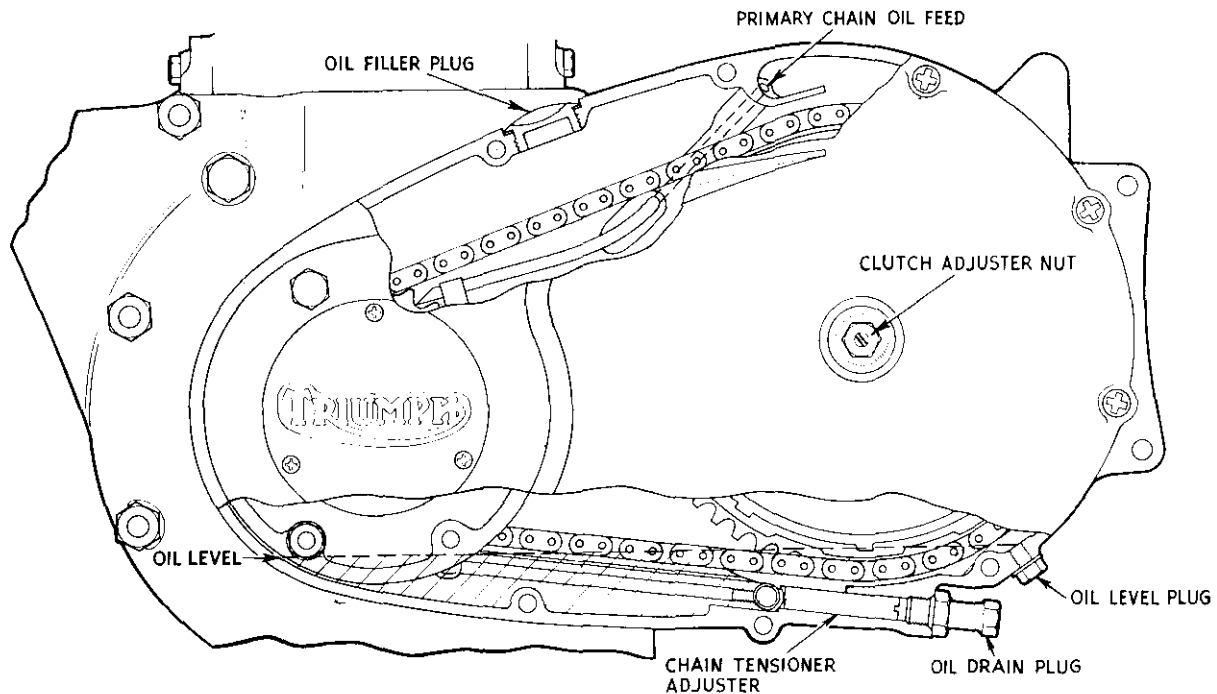 PRIMARY CHAIN OIL FEED
OIL FILLER PLUG
CLUTCH ADJUSTER NUT
TRIUMPH
OIL LEVEL
OIL LEVEL PLUG
CHAIN TENSIONER
ADJUSTER
OIL DRAIN PLUG